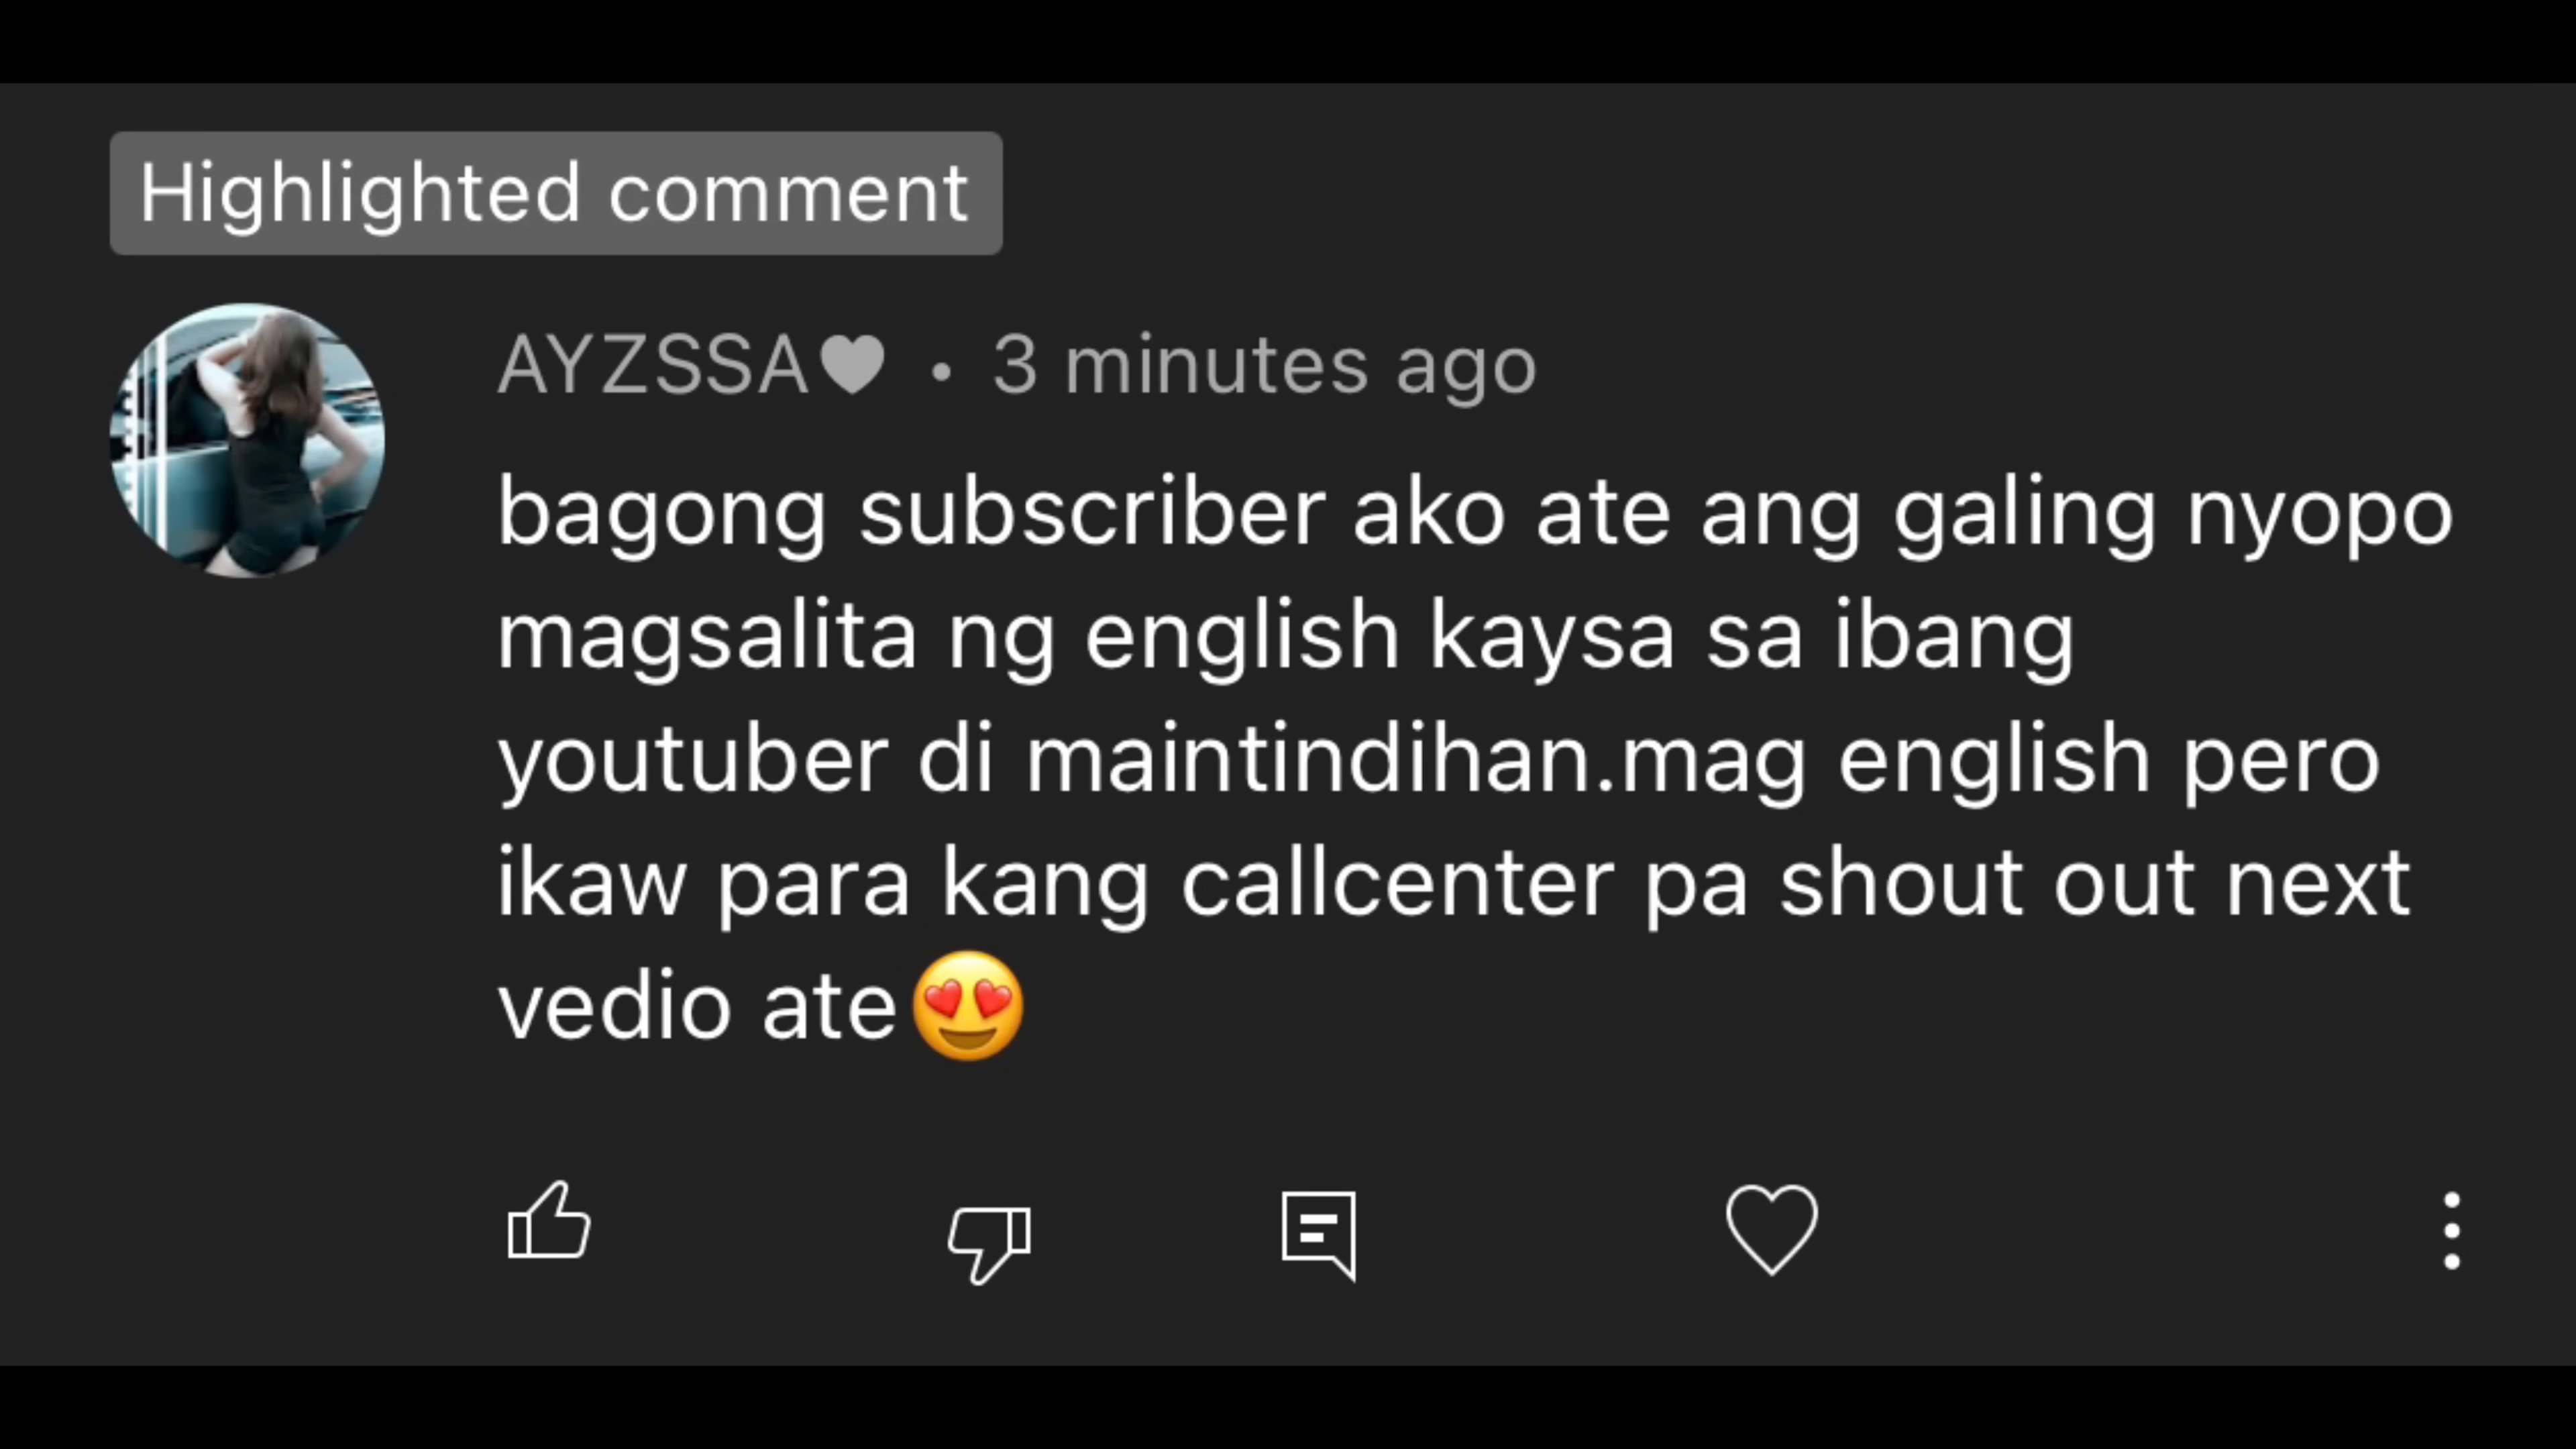 Highlighted comment
AYZSSA🤍 • 3 minutes ago
bagong subscriber ako ate ang galing nyopo
magsalita ng english kaysa sa ibang
youtuber di maintindihan.mag english pero
ikaw para kang callcenter pa shout out next
vedio ate😍